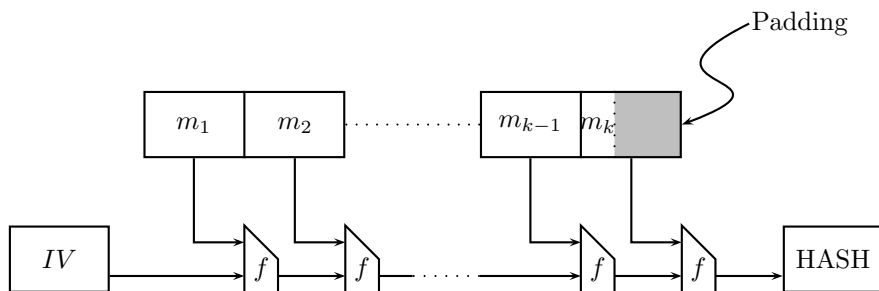 Padding
m₁ m₂ mₖ₋₁ mₖ
IV f f f f HASH